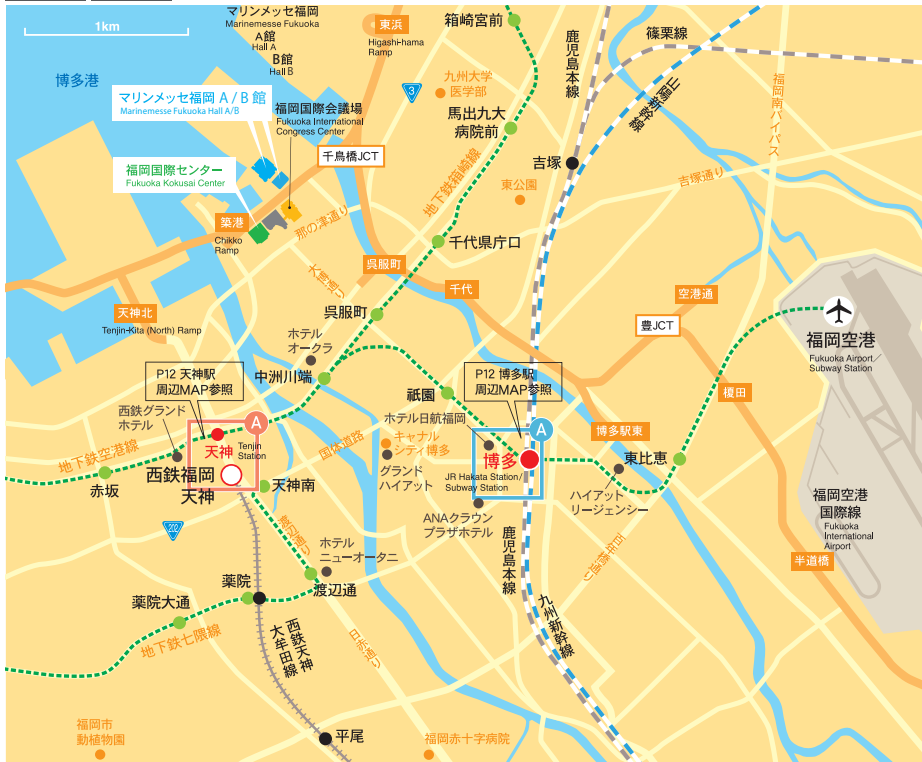 1km
マリンメッセ福岡
Marinemesse Fukuoka
A館
Hall A
B館
Hall B
東浜
Higashi-hama
Ramp
箱崎宮前
鹿児島本線
篠栗線
山陽新幹線
福岡南バイパス
博多港
3
九州大学
医学部
マリンメッセ福岡 A / B 館
Marinemesse Fukuoka Hall A/B
福岡国際会議場
Fukuoka International
Congress Center
馬出九大
病院前
千鳥橋JCT
吉塚
福岡国際センター
Fukuoka Kokusai Center
地下鉄箱崎線
東公園
吉塚通り
築港
Chikko
Ramp
那の津通り
千代県庁口
大博通り
呉服町
千代
空港通
天神北
Tenjin-Kita (North) Ramp
呉服町
豊JCT
福岡空港
Fukuoka Airport/
Subway Station
ホテル
オークラ
P12 天神駅
周辺MAP参照
中洲川端
祇園
P12 博多駅
周辺MAP参照
榎田
西鉄グランド
ホテル
A
天神
Tenjin
Station
国体道路
キャナル
シティ博多
ホテル日航福岡
A
博多駅東
地下鉄空港線
赤坂
西鉄福岡
天神
天神南
グランド
ハイアット
博多
JR Hakata Station/
Subway Station
東比恵
ハイアット
リージェンシー
福岡空港
国際線
Fukuoka
International
Airport
202
渡辺通り
ANAクラウン
プラザホテル
鹿児島本線
百年橋通り
半道橋
ホテル
ニューオータニ
薬院
渡辺通
薬院大通
地下鉄七隈線
西鉄天神
大牟田線
日赤通り
九州新幹線
福岡市
動植物園
平尾
福岡赤十字病院